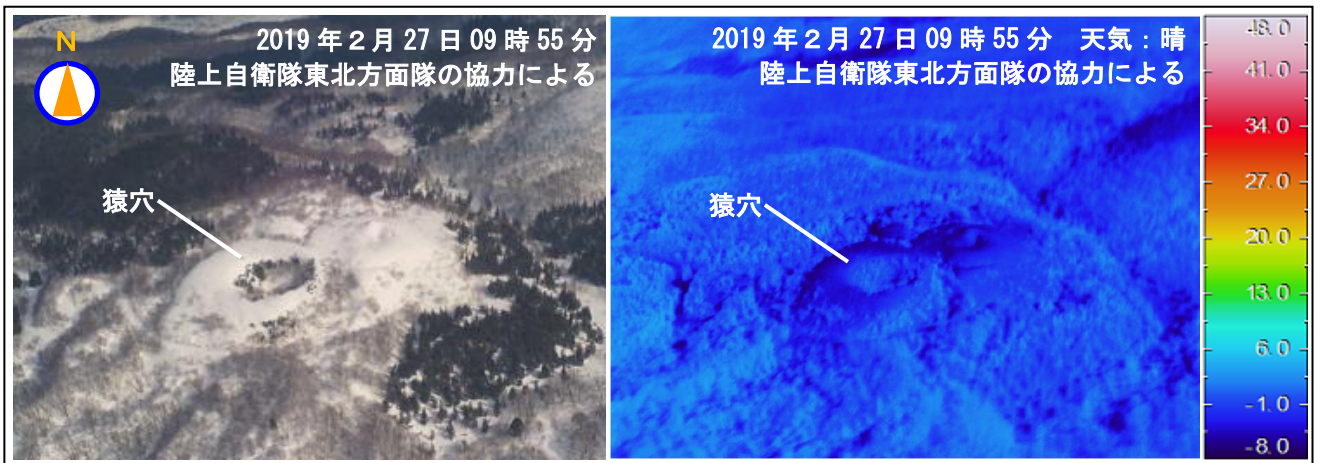 N
2019年2月27日09時55分
陸上自衛隊東北方面隊の協力による
猿穴
2019年2月27日09時55分 天気：晴
陸上自衛隊東北方面隊の協力による
猿穴
48.0
41.0
34.0
27.0
20.0
13.0
6.0
-1.0
-8.0